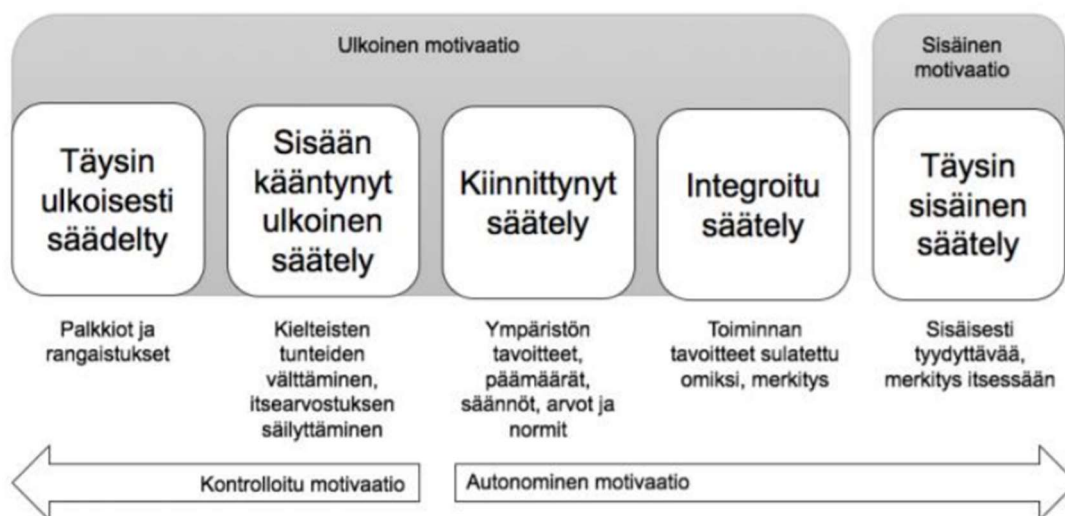 Ulkoinen motivaatio
Sisäinen
motivaatio
Täysin
ulkoisesti
säädelty
Sisään
kääntynyt
ulkoinen
säätely
Kiinnittynyt
säätely
Integroitu
säätely
Täysin
sisäinen
säätely
Palkkiot ja
rangaistukset
Kielteisten
tunteiden
välttäminen,
itsearvostuksen
säilyttäminen
Ympäristön
tavoitteet,
päämäärät,
säännöt, arvot ja
normit
Toiminnan
tavoitteet sulatettu
omiksi, merkitys
Sisäisesti
tyydyttävää,
merkitys itsessään
Kontrolloitu motivaatio
Autonominen motivaatio